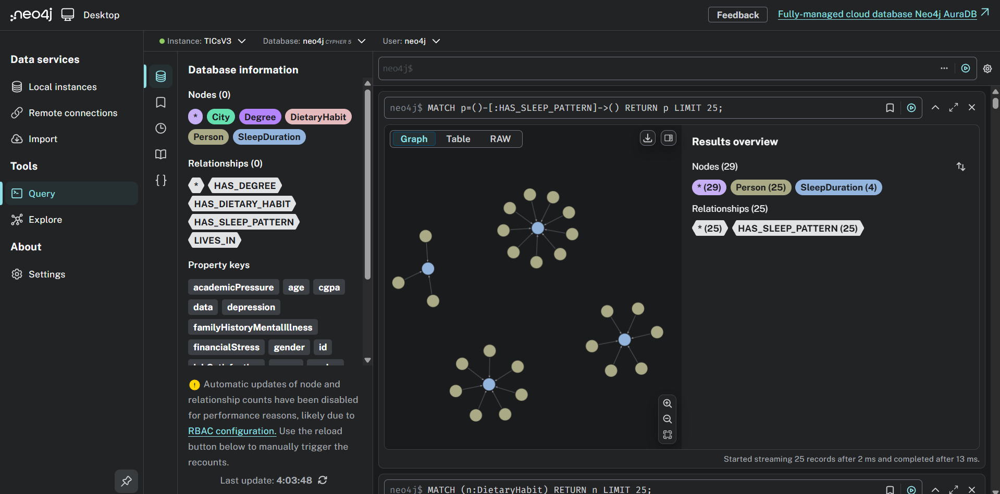 neo4j Desktop
Feedback
Fully-managed cloud database Neo4j AuraDB
Instance: TICsV3
Database: neo4j CYPHER 5
User: neo4j
Data services
Local instances
Remote connections
Import
Tools
Query
Explore
About
Settings
Database information
Nodes (0)
* City Degree DietaryHabit
Person SleepDuration
Relationships (0)
* HAS_DEGREE
HAS_DIETARY_HABIT
HAS_SLEEP_PATTERN
LIVES_IN
Property keys
academicPressure age cgpa
data depression
familyHistoryMentalIllness
financialStress gender id
Automatic updates of node and
relationship counts have been disabled
for performance reasons, likely due to
RBAC configuration. Use the reload
button below to manually trigger the
recounts.
Last update: 4:03:48
neo4j$
neo4j$ MATCH p=()-[:HAS_SLEEP_PATTERN]->() RETURN p LIMIT 25;
Graph Table RAW
Results overview
Nodes (29)
* (29) Person (25) SleepDuration (4)
Relationships (25)
* (25) HAS_SLEEP_PATTERN (25)
Started streaming 25 records after 2 ms and completed after 13 ms.
neo4j$ MATCH (n:DietaryHabit) RETURN n LIMIT 25;